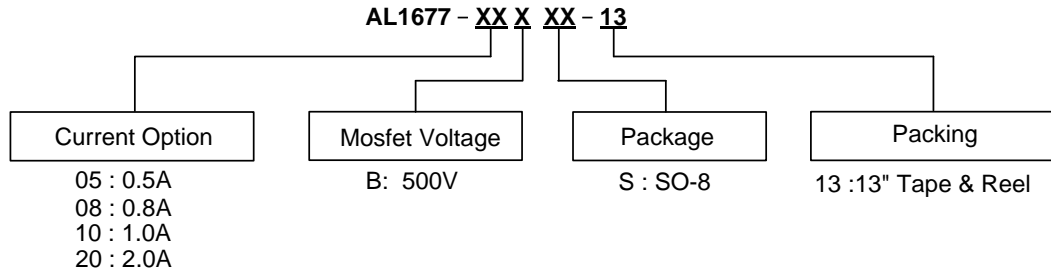 AL1677 – XX X XX – 13
Current Option
05 : 0.5A
08 : 0.8A
10 : 1.0A
20 : 2.0A
Mosfet Voltage
B: 500V
Package
S : SO-8
Packing
13 :13" Tape & Reel